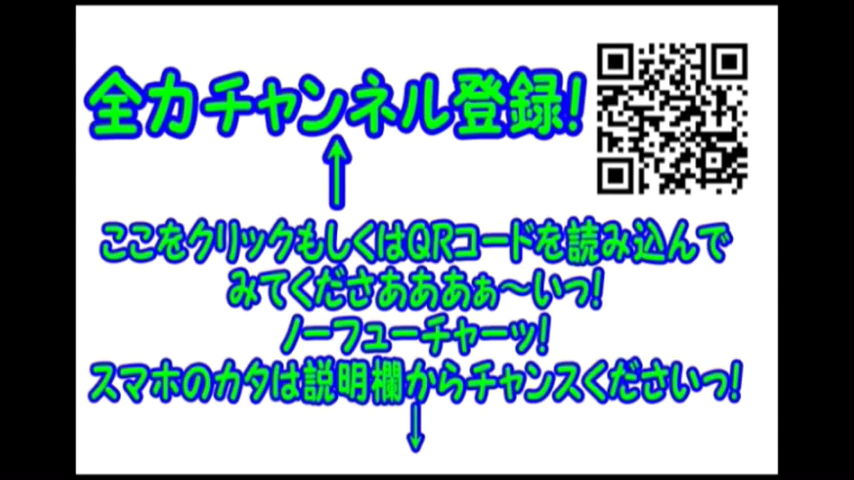 全力チャンネル登録!
↑
ここをクリックもしくはQRコードを読み込んで
みてくださあああぁ～いっ!
ノーフューチャーッ!
スマホのカタは説明欄からチャンスくださいっ!
↓